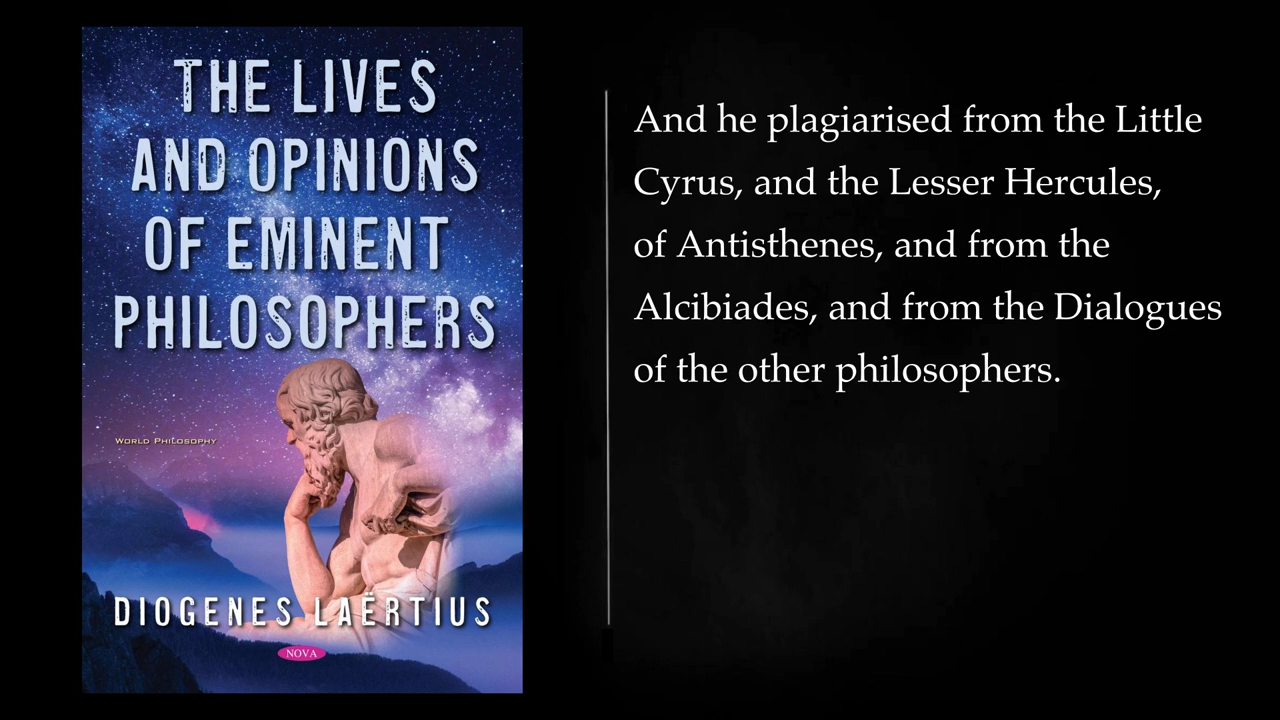 THE LIVES
AND OPINIONS
OF EMINENT
PHILOSOPHERS
WORLD PHILOSOPHY
DIOGENES LAËRTIUS
NOVA
And he plagiarised from the Little
Cyrus, and the Lesser Hercules,
of Antisthenes, and from the
Alcibiades, and from the Dialogues
of the other philosophers.